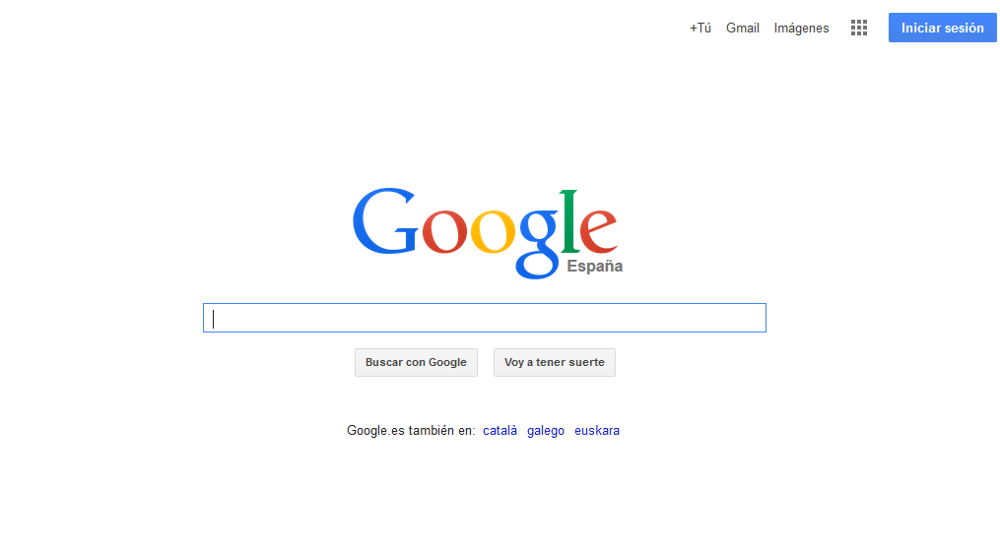 +Tú Gmail Imágenes Iniciar sesión
Google
España
Buscar con Google Voy a tener suerte
Google.es también en: català galego euskara